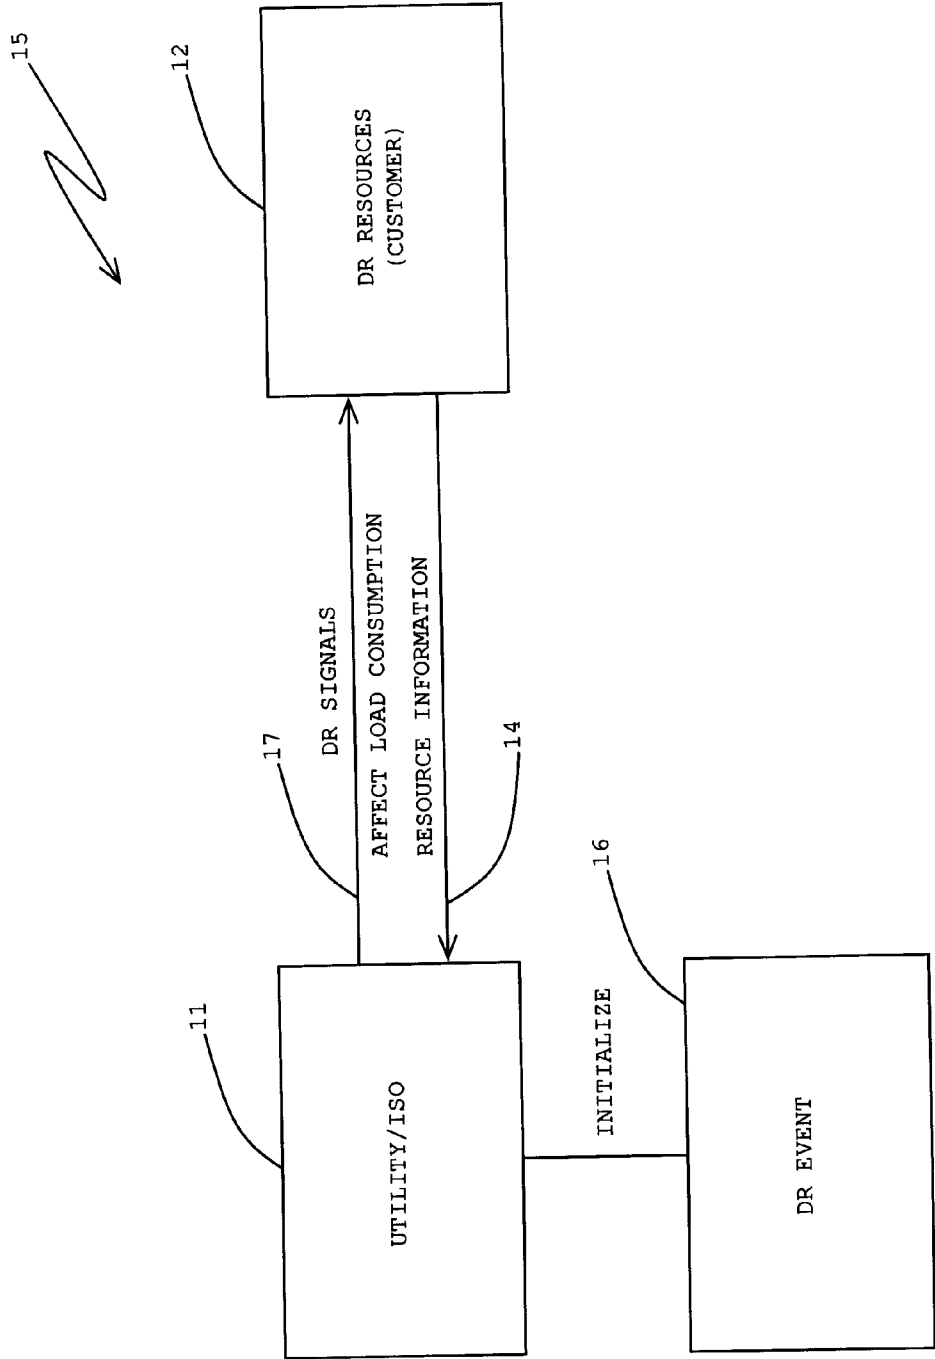 15
12
DR RESOURCES
(CUSTOMER)
17
DR SIGNALS
AFFECT LOAD CONSUMPTION
RESOURCE INFORMATION
14
11
UTILITY/ISO
INITIALIZE
16
DR EVENT